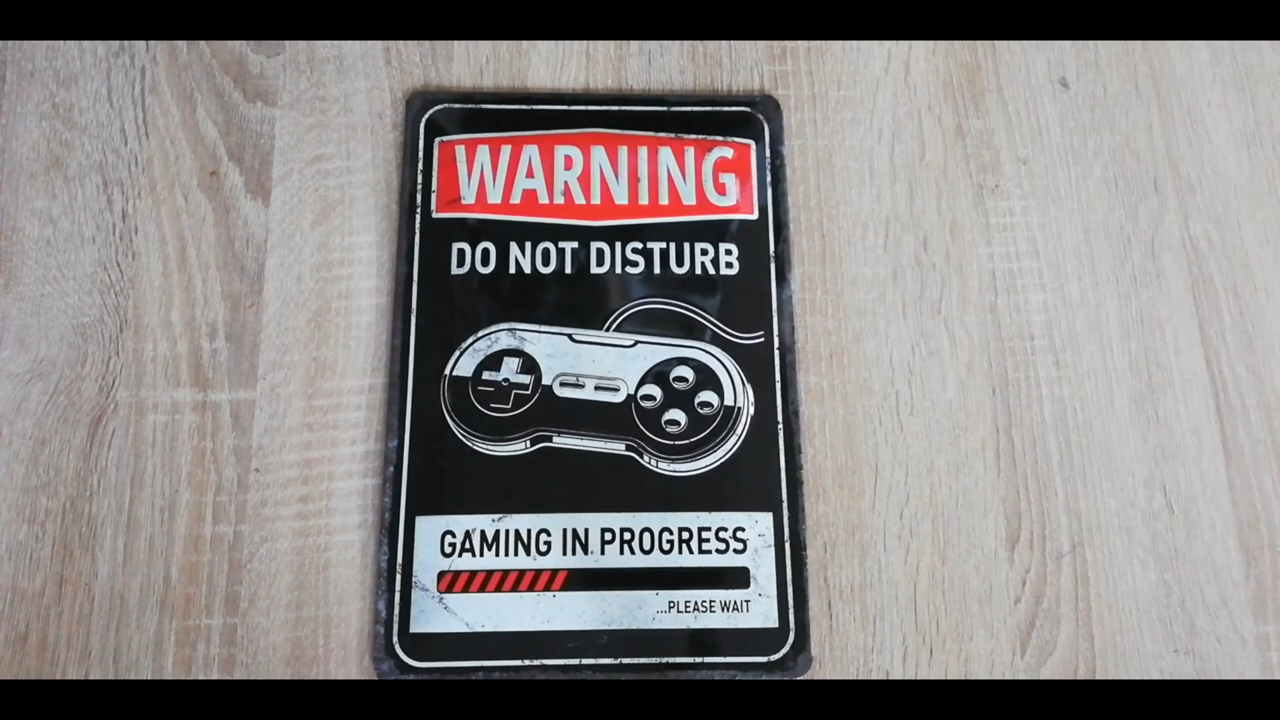 WARNING
DO NOT DISTURB
GAMING IN PROGRESS
...PLEASE WAIT